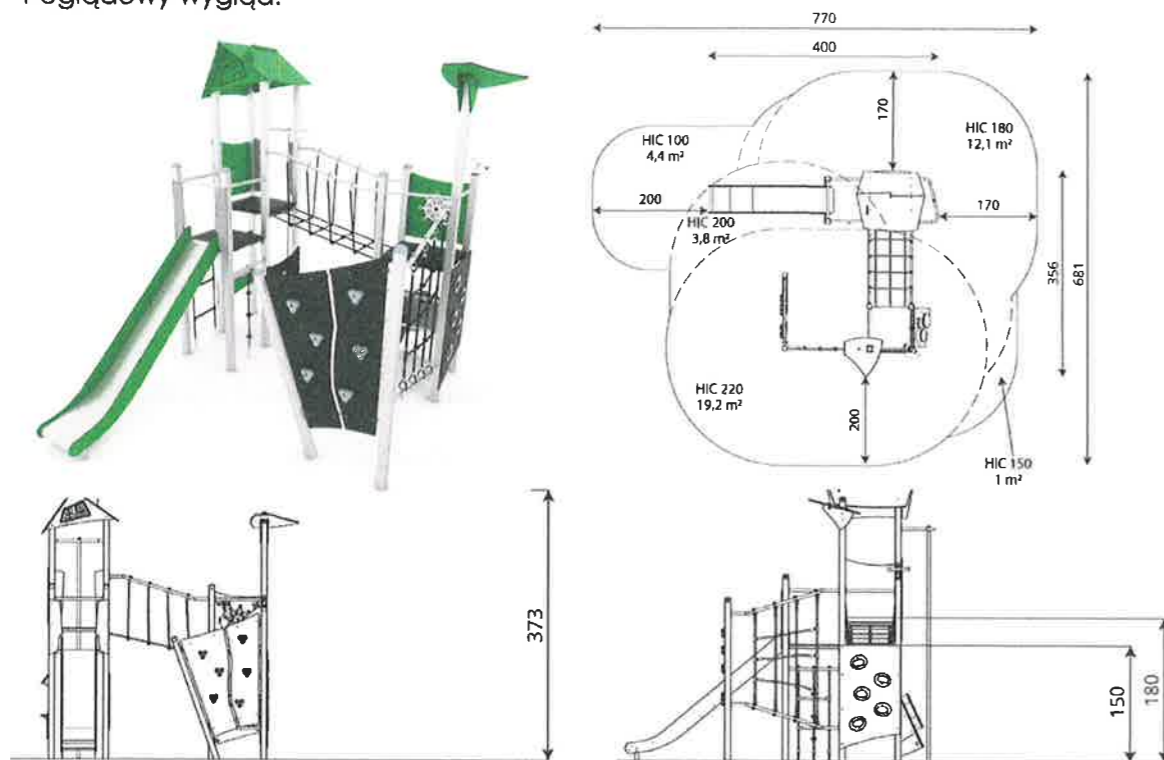 Poglądowy wygląd:
770
400
170
HIC 100
4,4 m²
HIC 180
12,1 m²
200
170
HIC 200
3,8 m²
356
681
HIC 220
19,2 m²
200
HIC 150
1 m²
373
150
180